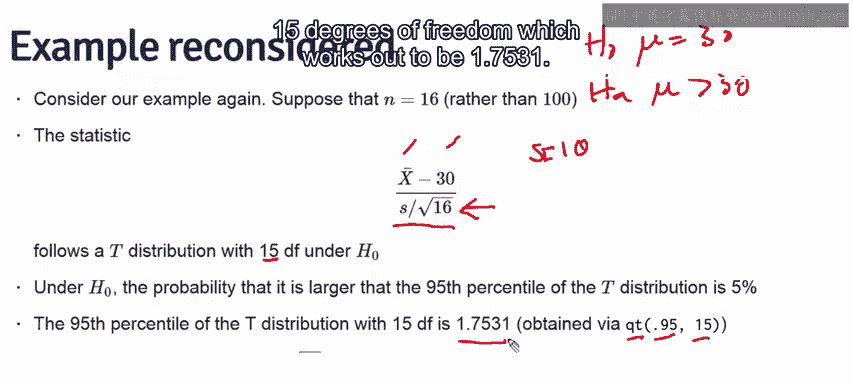 15 degrees of freedom which
works out to be 1.7531.
Example reconsidered
H₀ μ = 30
Ha μ > 30
· Consider our example again. Suppose that n = 16 (rather than 100)
· The statistic
X̄ − 30
s/√16
follows a T distribution with 15 df under H₀
· Under H₀, the probability that it is larger that the 95th percentile of the T distribution is 5%
· The 95th percentile of the T distribution with 15 df is 1.7531 (obtained via qt(.95, 15))